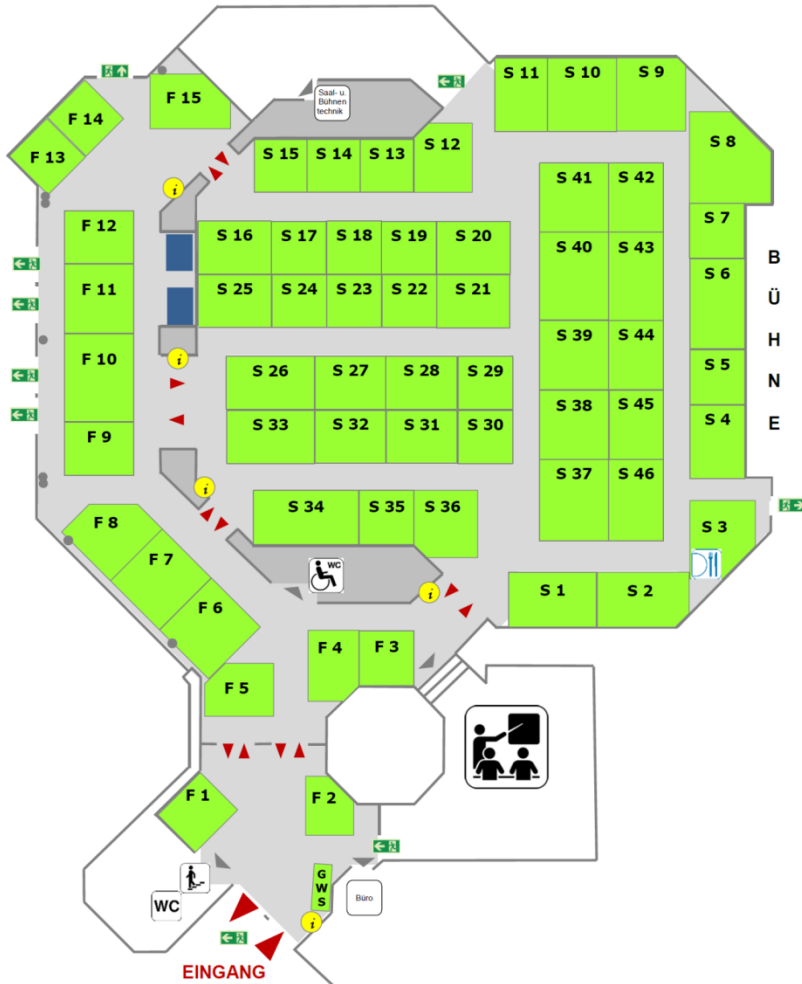 S 11 S 10 S 9
F 15
Saal- u.
Bühnen
technik
F 14
F 13
S 12
S 15 S 14 S 13
S 8
S 41 S 42
i
F 12
S 7
S 16 S 17 S 18 S 19 S 20
S 40 S 43
B
Ü
H
N
E
S 6
F 11
S 25 S 24 S 23 S 22 S 21
S 39 S 44
F 10
i
S 26 S 27 S 28 S 29
S 5
S 38 S 45
S 4
F 9
S 33 S 32 S 31 S 30
S 37 S 46
i
S 34 S 35 S 36
F 8
S 3
F 7
WC
i
S 1 S 2
F 6
F 4 F 3
F 5
F 1
F 2
G
W
S
WC
Büro
i
EINGANG